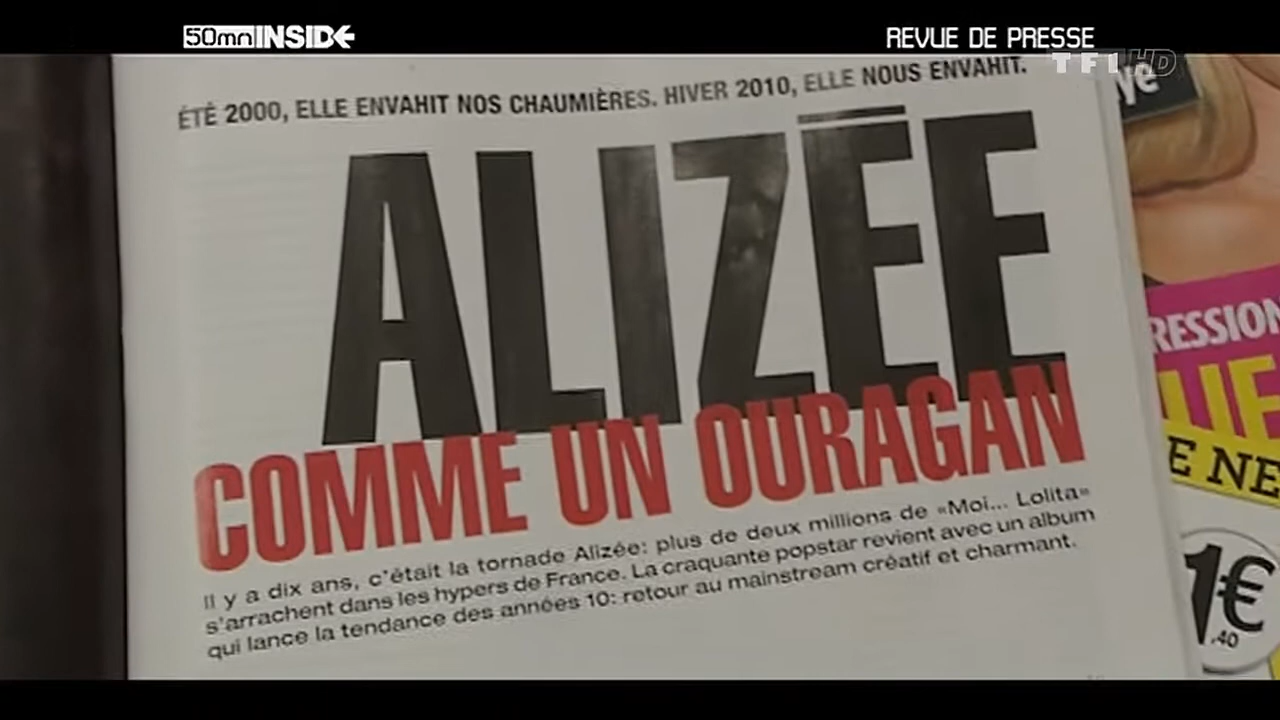 50mn INSIDE
REVUE DE PRESSE
TF1 HD
ÉTÉ 2000, ELLE ENVAHIT NOS CHAUMIÈRES. HIVER 2010, ELLE NOUS ENVAHIT.
ALIZÉE
COMME UN OURAGAN
Il y a dix ans, c'était la tornade Alizée: plus de deux millions de «Moi... Lolita»
s'arrachent dans les hypers de France. La craquante popstar revient avec un album
qui lance la tendance des années 10: retour au mainstream créatif et charmant.
RESSION
UE
E NE
1€
.40